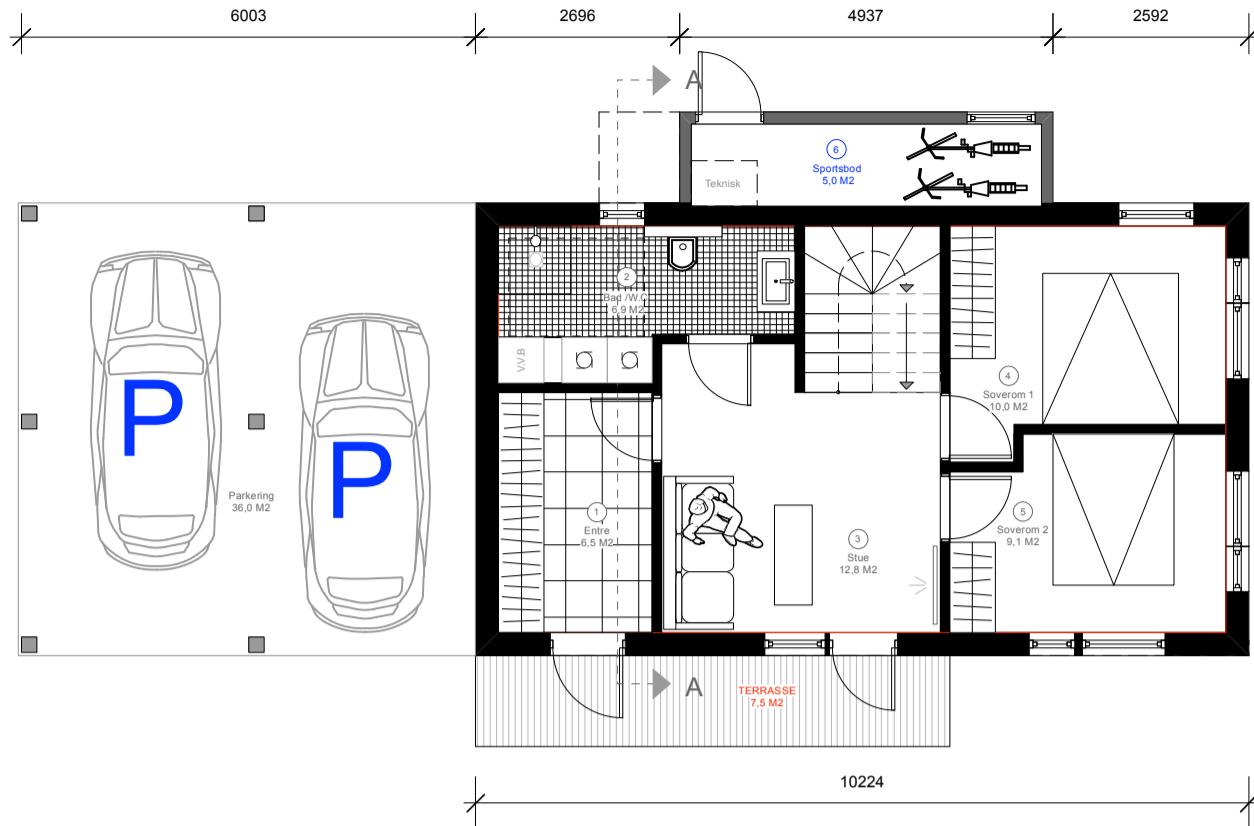 6003
2696
4937
2592
A
6
Sportsbod
5,0 M2
Teknisk
2
Bad /W.C
6,9 M2
V.V.B
4
Soverom 1
10,0 M2
P
P
Parkering
36,0 M2
1
Entre
6,5 M2
5
Soverom 2
9,1 M2
3
Stue
12,8 M2
A
TERRASSE
7,5 M2
10224